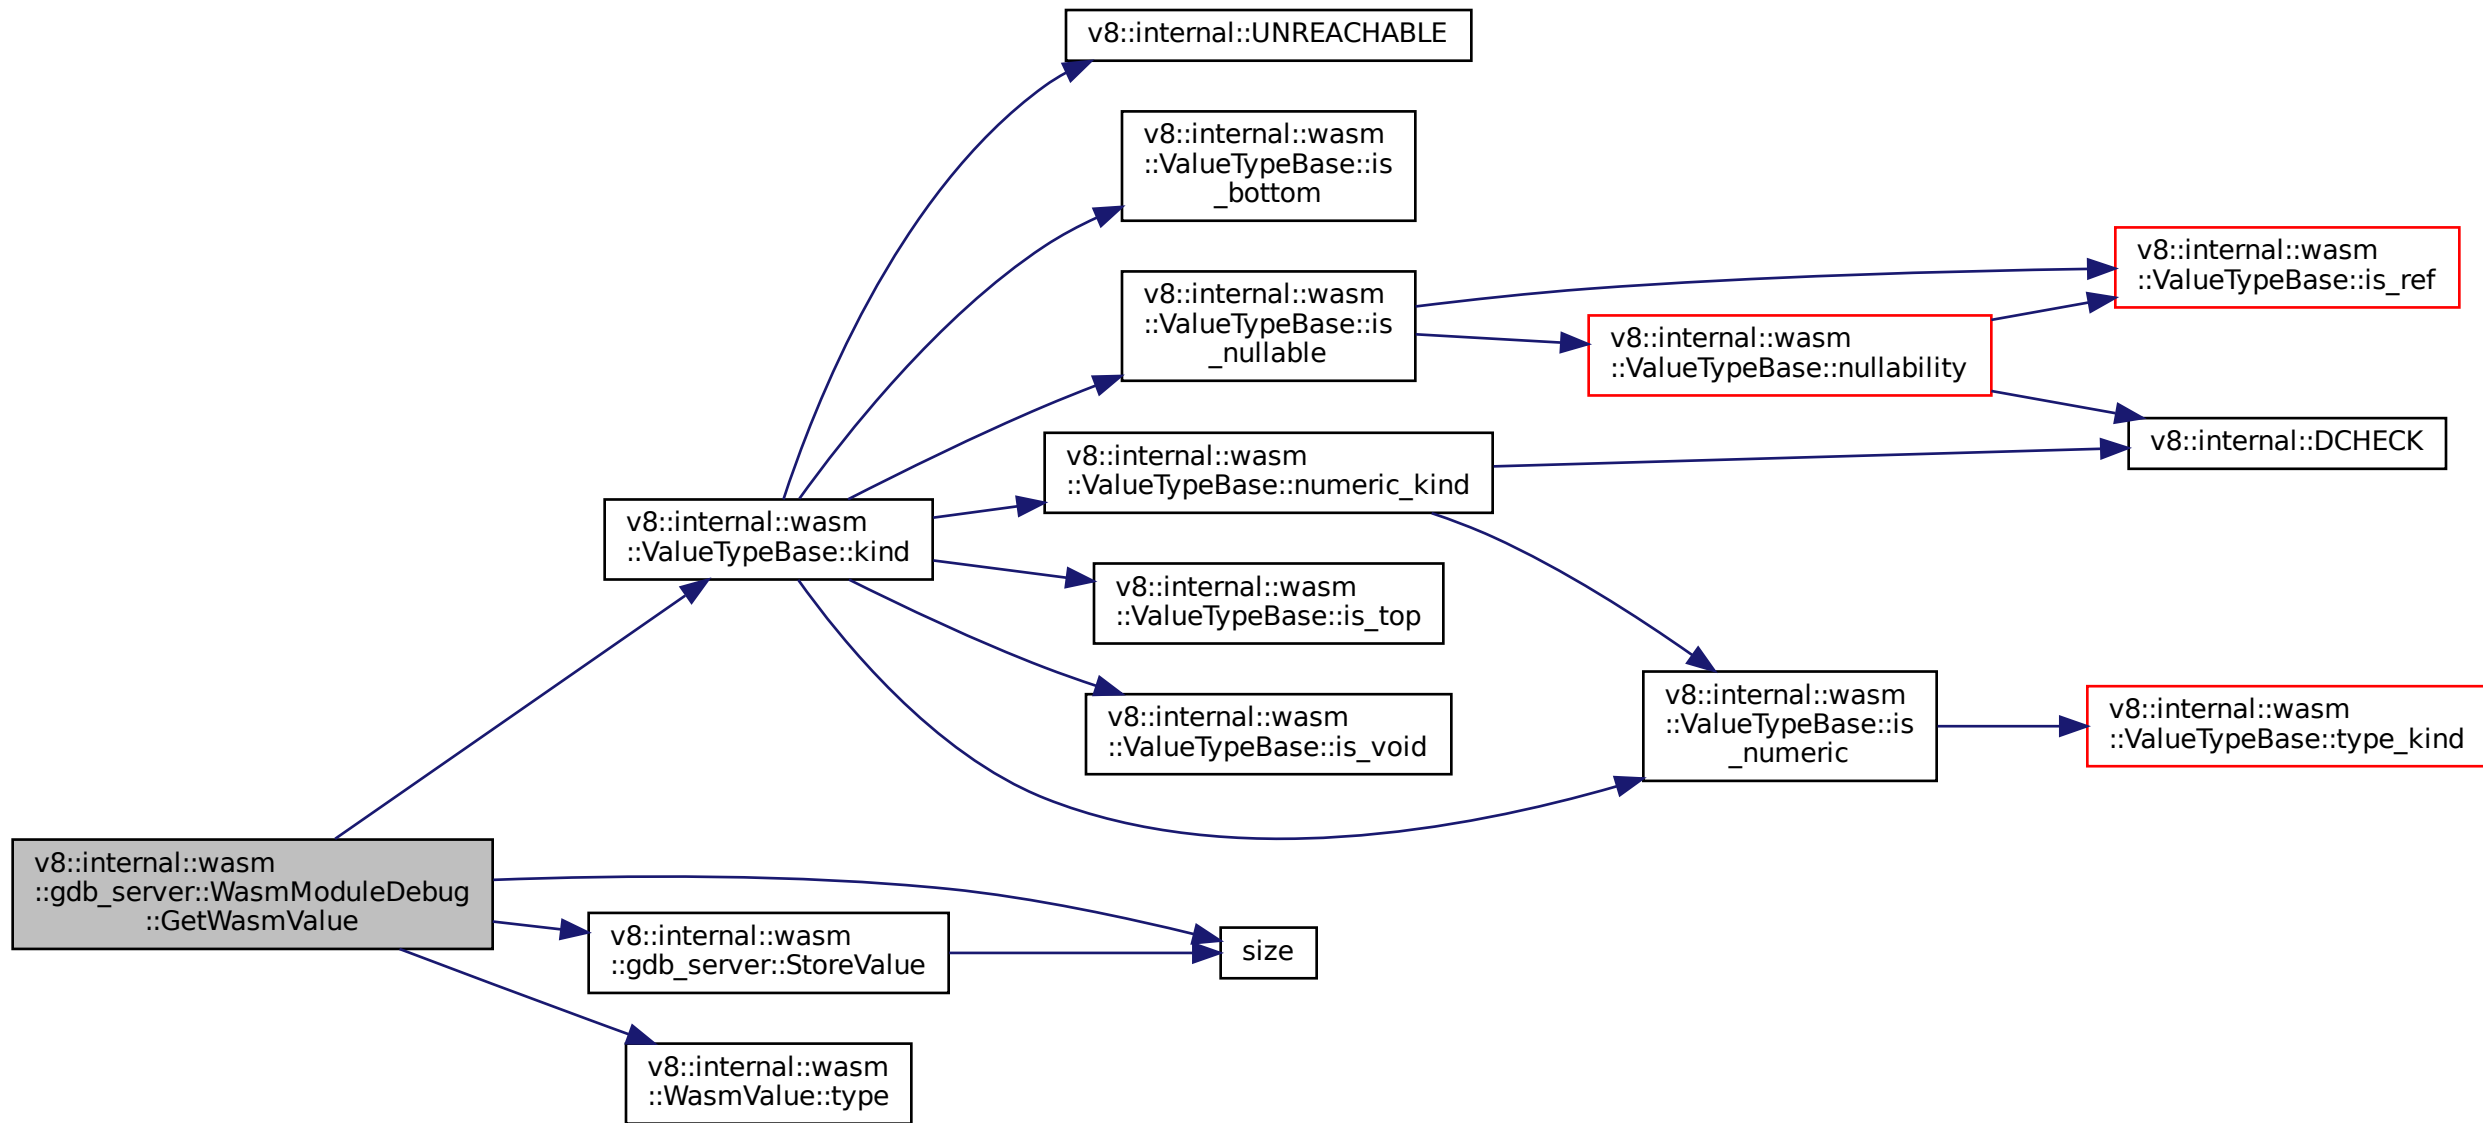 v8::internal::UNREACHABLE
v8::internal::wasm
::ValueTypeBase::is
_bottom
v8::internal::wasm
::ValueTypeBase::is_ref
v8::internal::wasm
::ValueTypeBase::is
_nullable
v8::internal::wasm
::ValueTypeBase::nullability
v8::internal::DCHECK
v8::internal::wasm
::ValueTypeBase::numeric_kind
v8::internal::wasm
::ValueTypeBase::kind
v8::internal::wasm
::ValueTypeBase::is_top
v8::internal::wasm
::ValueTypeBase::is_void
v8::internal::wasm
::ValueTypeBase::is
_numeric
v8::internal::wasm
::ValueTypeBase::type_kind
v8::internal::wasm
::gdb_server::WasmModuleDebug
::GetWasmValue
v8::internal::wasm
::gdb_server::StoreValue
size
v8::internal::wasm
::WasmValue::type